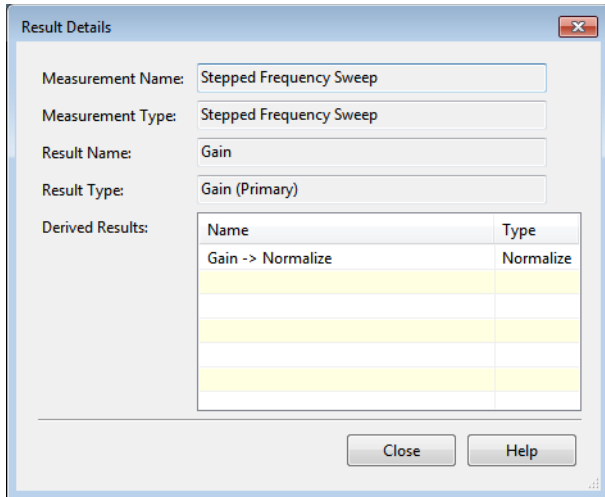 Result Details
Measurement Name: Stepped Frequency Sweep
Measurement Type: Stepped Frequency Sweep
Result Name: Gain
Result Type: Gain (Primary)
Derived Results:
Name Type
Gain -> Normalize Normalize
Close Help